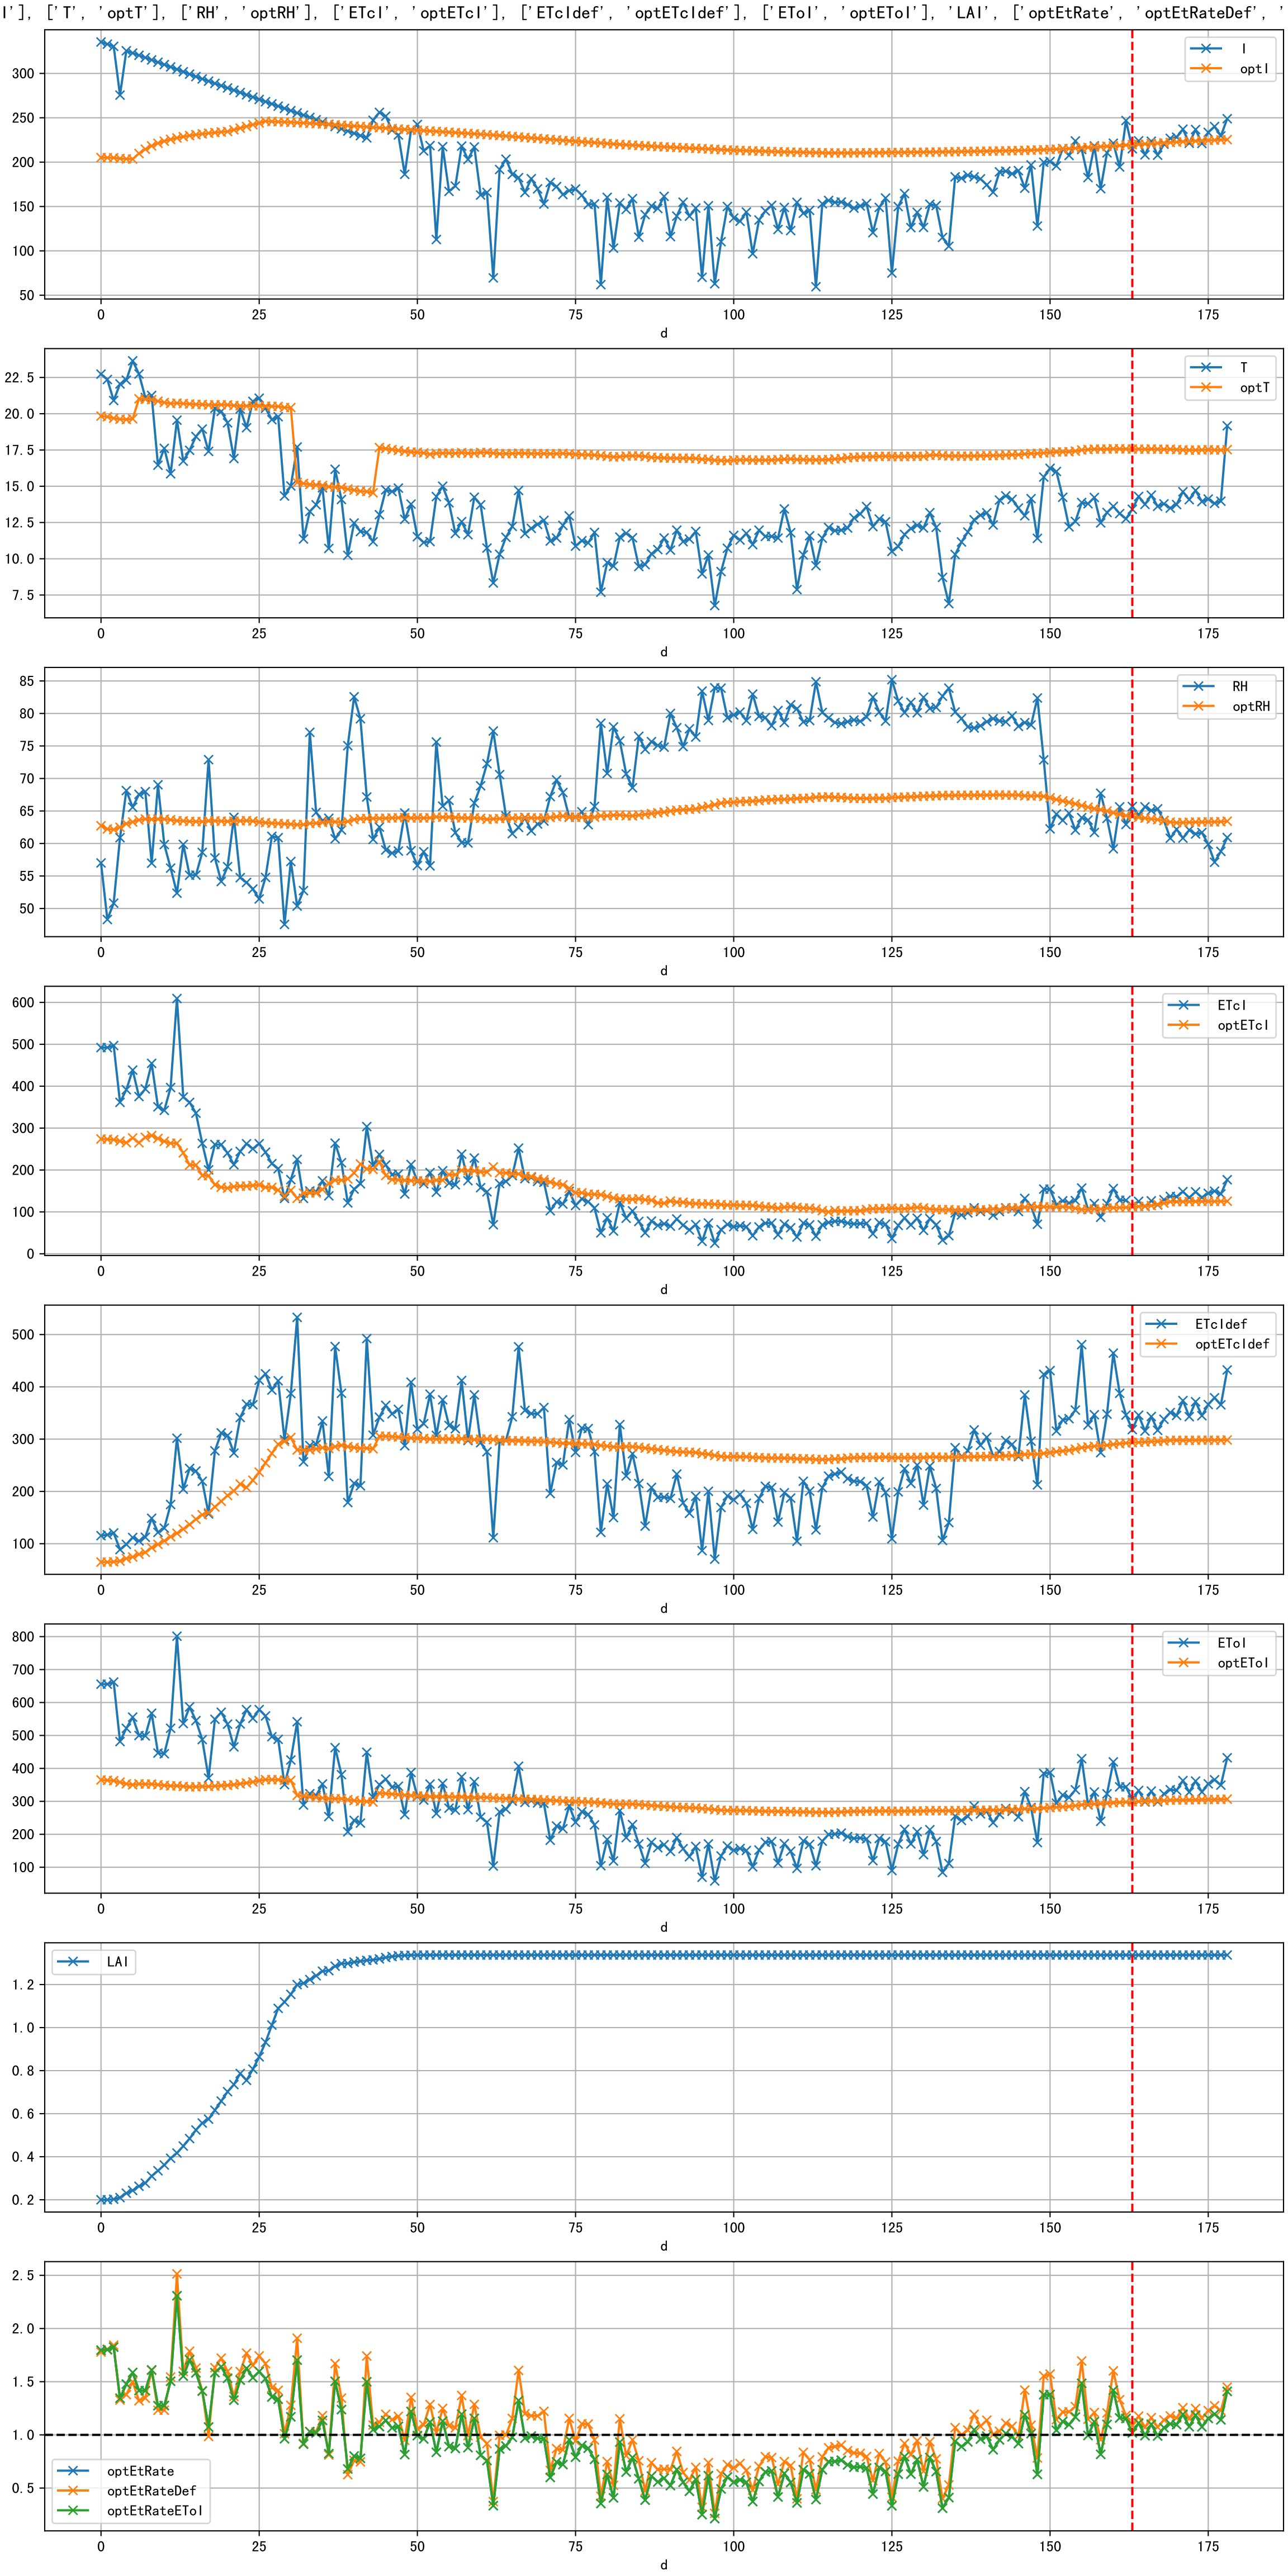 I'], ['T', 'optT'], ['RH', 'optRH'], ['ETcI', 'optETcI'], ['ETcIdef', 'optETcIdef'], ['EToI', 'optEToI'], 'LAI', ['optEtRate', 'optEtRateDef', '
I
optI
300
250
200
150
100
50
0 25 50 75 100 125 150 175
d
T
optT
22.5
20.0
17.5
15.0
12.5
10.0
7.5
0 25 50 75 100 125 150 175
d
RH
optRH
85
80
75
70
65
60
55
50
0 25 50 75 100 125 150 175
d
ETcI
optETcI
600
500
400
300
200
100
0
0 25 50 75 100 125 150 175
d
ETcIdef
optETcIdef
500
400
300
200
100
0 25 50 75 100 125 150 175
d
EToI
optEToI
800
700
600
500
400
300
200
100
0 25 50 75 100 125 150 175
d
LAI
1.2
1.0
0.8
0.6
0.4
0.2
0 25 50 75 100 125 150 175
d
2.5
2.0
1.5
1.0
0.5
optEtRate
optEtRateDef
optEtRateEToI
0 25 50 75 100 125 150 175
d